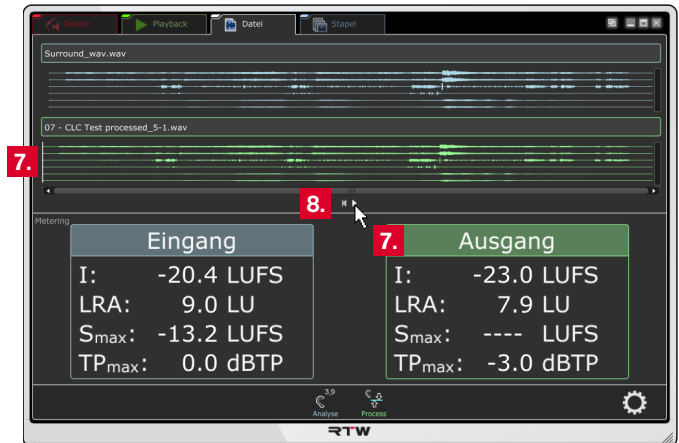 Device
Playback
Datei
Stapel
Surround_wav.wav
07 - CLC Test processed_5-1.wav
7.
8.
Metering
Eingang
I: -20.4 LUFS
LRA: 9.0 LU
Smax: -13.2 LUFS
TPmax: 0.0 dBTP
7.
Ausgang
I: -23.0 LUFS
LRA: 7.9 LU
Smax: ---- LUFS
TPmax: -3.0 dBTP
3,9
Analyse
Process
RTW